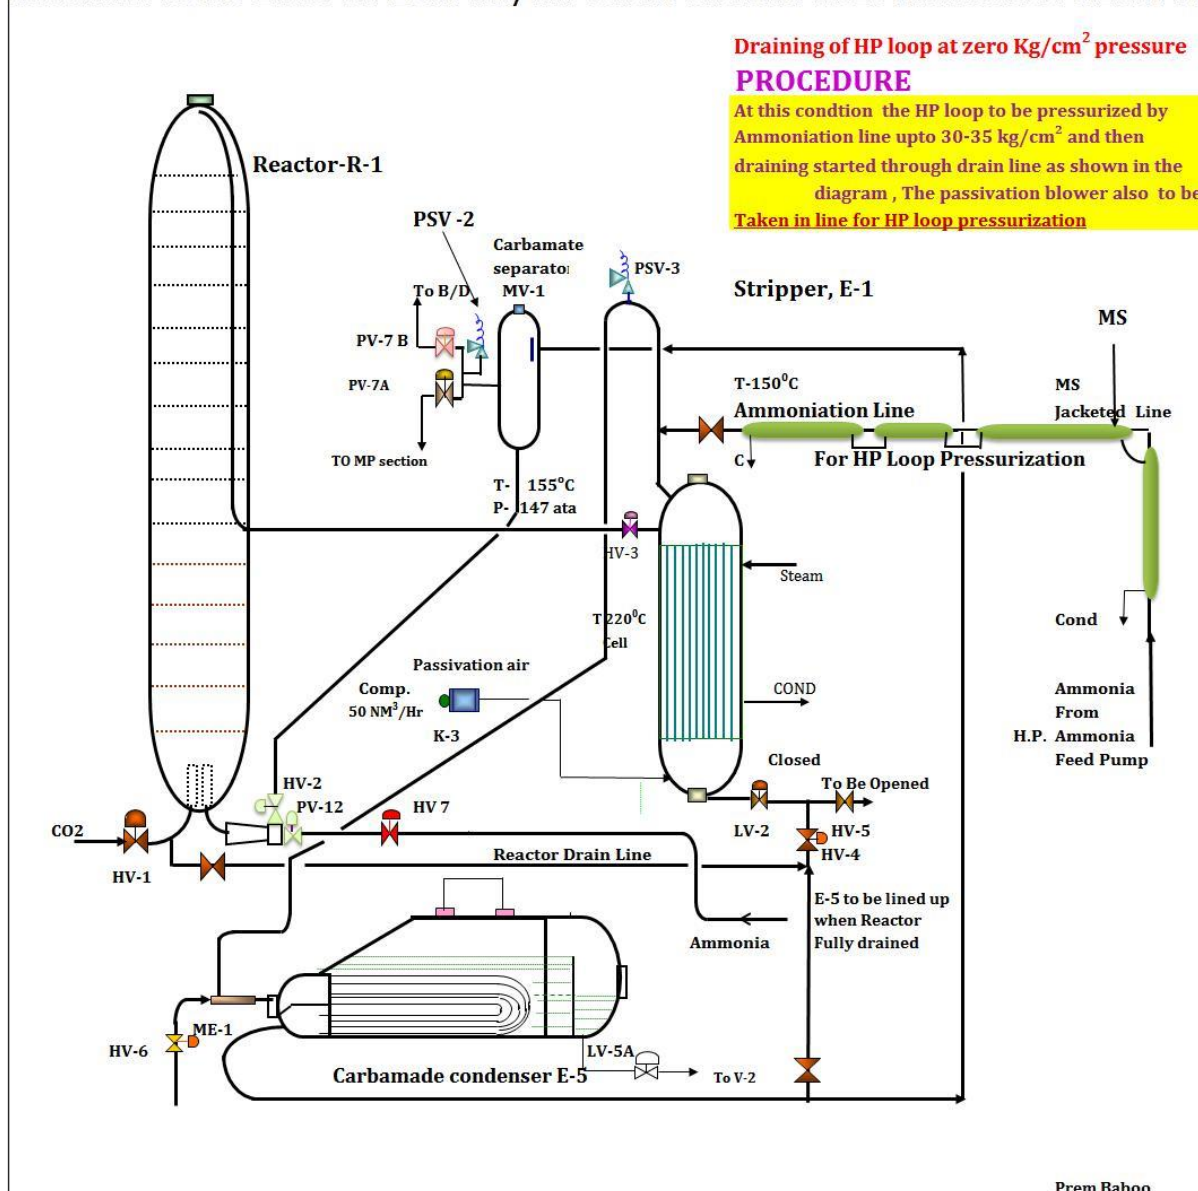 Draining of HP loop at zero Kg/cm2 pressure
PROCEDURE
At this condtion the HP loop to be pressurized by
Ammoniation line upto 30-35 kg/cm2 and then
draining started through drain line as shown in the
diagram , The passivation blower also to be
Taken in line for HP loop pressurization
Reactor-R-1
PSV -2
Carbamate
separator
MV-1
PSV-3
To B/D
Stripper, E-1
MS
PV-7 B
PV-7A
T-150⁰C
MS
Ammoniation Line
Jacketed Line
TO MP section
C
For HP Loop Pressurization
T- 155⁰C
P- 147 ata
HV-3
Steam
T 220⁰C
Cell
Cond
Passivation air
Comp.
50 NM3/Hr
K-3
COND
Ammonia
From
H.P. Ammonia
Feed Pump
Closed
To Be Opened
HV-2
PV-12
HV 7
CO2
LV-2
HV-5
HV-4
HV-1
Reactor Drain Line
E-5 to be lined up
when Reactor
Fully drained
Ammonia
ME-1
HV-6
LV-5A
Carbamade condenser E-5
To V-2
Prem Baboo